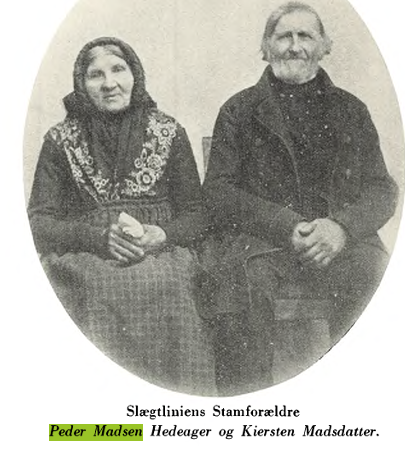 Slægtliniens Stamforældre
Peder Madsen Hedeager og Kiersten Madsdatter.